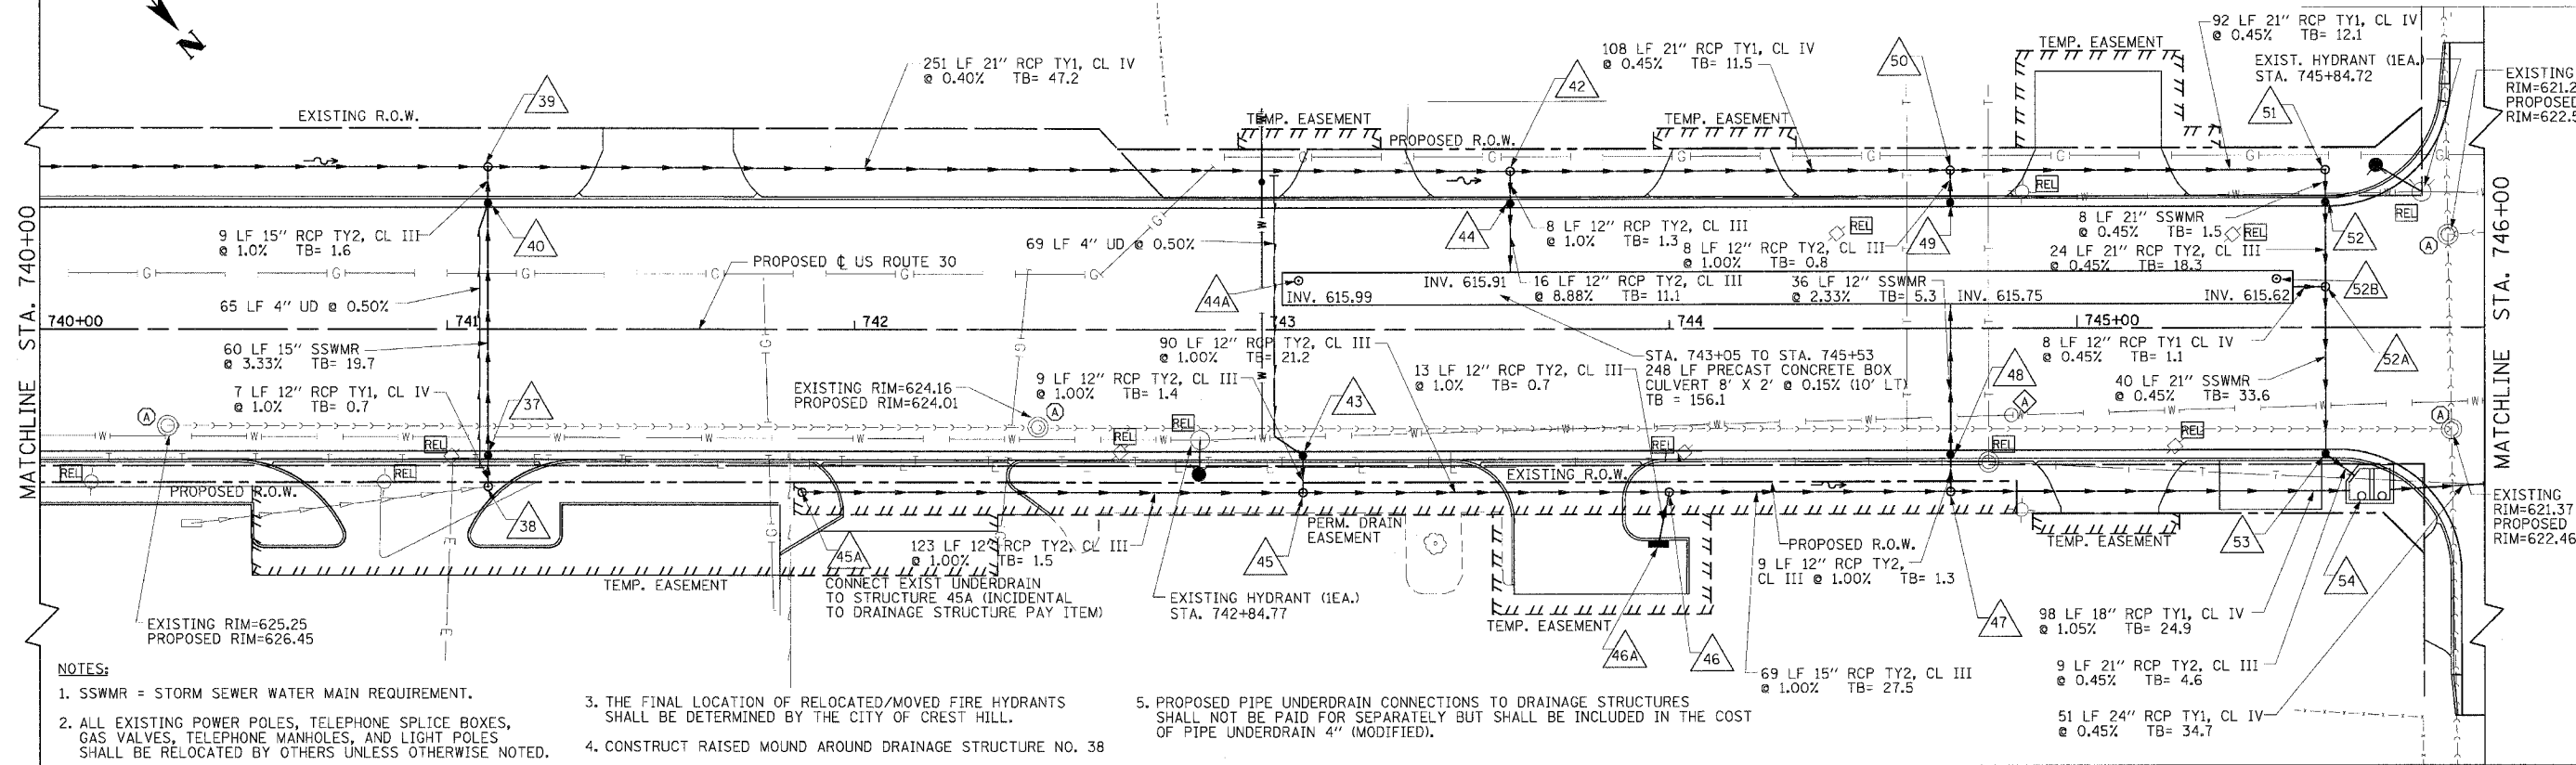 N
MATCHLINE STA. 740+00
MATCHLINE STA. 746+00
EXISTING R.O.W.
39
251 LF 21" RCP TY1, CL IV
@ 0.40% TB= 47.2
TEMP. EASEMENT
42
108 LF 21" RCP TY1, CL IV
@ 0.45% TB= 11.5
TEMP. EASEMENT
PROPOSED R.O.W.
50
TEMP. EASEMENT
92 LF 21" RCP TY1, CL IV
@ 0.45% TB= 12.1
EXIST. HYDRANT (1EA.)
STA. 745+84.72
51
EXISTING
RIM=621.2
PROPOSED
RIM=622.5
9 LF 15" RCP TY2, CL III
@ 1.0% TB= 1.6
40
69 LF 4" UD @ 0.50%
44
8 LF 12" RCP TY2, CL III
@ 1.0% TB= 1.3
8 LF 12" RCP TY2, CL III
@ 1.00% TB= 0.8
REL
49
REL
8 LF 21" SSWMR
@ 0.45% TB= 1.5
REL
24 LF 21" RCP TY2, CL III
@ 0.45% TB= 18.3
52
REL
A
PROPOSED ℄ US ROUTE 30
65 LF 4" UD @ 0.50%
44A
INV. 615.99
INV. 615.91
16 LF 12" RCP TY2, CL III
@ 8.88% TB= 11.1
36 LF 12" SSWMR
@ 2.33% TB= 5.3
INV. 615.75
INV. 615.62
52B
740+00
741
742
743
744
745+00
60 LF 15" SSWMR
@ 3.33% TB= 19.7
7 LF 12" RCP TY1, CL IV
@ 1.0% TB= 0.7
37
EXISTING RIM=624.16
PROPOSED RIM=624.01
90 LF 12" RCP TY2, CL III
@ 1.00% TB= 21.2
9 LF 12" RCP TY2, CL III
@ 1.00% TB= 1.4
43
13 LF 12" RCP TY2, CL III
@ 1.0% TB= 0.7
STA. 743+05 TO STA. 745+53
248 LF PRECAST CONCRETE BOX
CULVERT 8' X 2' @ 0.15% (10' LT)
TB = 156.1
48
8 LF 12" RCP TY1 CL IV
@ 0.45% TB= 1.1
52A
40 LF 21" SSWMR
@ 0.45% TB= 33.6
A
A
A
A
REL
REL
REL
REL
REL
REL
REL
REL
PROPOSED R.O.W.
38
EXISTING R.O.W.
45A
123 LF 12" RCP TY2, CL III
@ 1.00% TB= 1.5
CONNECT EXIST UNDERDRAIN
TO STRUCTURE 45A (INCIDENTAL
TO DRAINAGE STRUCTURE PAY ITEM)
TEMP. EASEMENT
EXISTING HYDRANT (1EA.)
STA. 742+84.77
45
PERM. DRAIN
EASEMENT
TEMP. EASEMENT
46A
46
PROPOSED R.O.W.
9 LF 12" RCP TY2,
CL III @ 1.00% TB= 1.3
47
TEMP. EASEMENT
53
54
EXISTING
RIM=621.37
PROPOSED
RIM=622.46
EXISTING RIM=625.25
PROPOSED RIM=626.45
69 LF 15" RCP TY2, CL III
@ 1.00% TB= 27.5
98 LF 18" RCP TY1, CL IV
@ 1.05% TB= 24.9
9 LF 21" RCP TY2, CL III
@ 0.45% TB= 4.6
51 LF 24" RCP TY1, CL IV
@ 0.45% TB= 34.7
NOTES:
1. SSWMR = STORM SEWER WATER MAIN REQUIREMENT.
2. ALL EXISTING POWER POLES, TELEPHONE SPLICE BOXES,
GAS VALVES, TELEPHONE MANHOLES, AND LIGHT POLES
SHALL BE RELOCATED BY OTHERS UNLESS OTHERWISE NOTED.
3. THE FINAL LOCATION OF RELOCATED/MOVED FIRE HYDRANTS
SHALL BE DETERMINED BY THE CITY OF CREST HILL.
4. CONSTRUCT RAISED MOUND AROUND DRAINAGE STRUCTURE NO. 38
5. PROPOSED PIPE UNDERDRAIN CONNECTIONS TO DRAINAGE STRUCTURES
SHALL NOT BE PAID FOR SEPARATELY BUT SHALL BE INCLUDED IN THE COST
OF PIPE UNDERDRAIN 4" (MODIFIED).